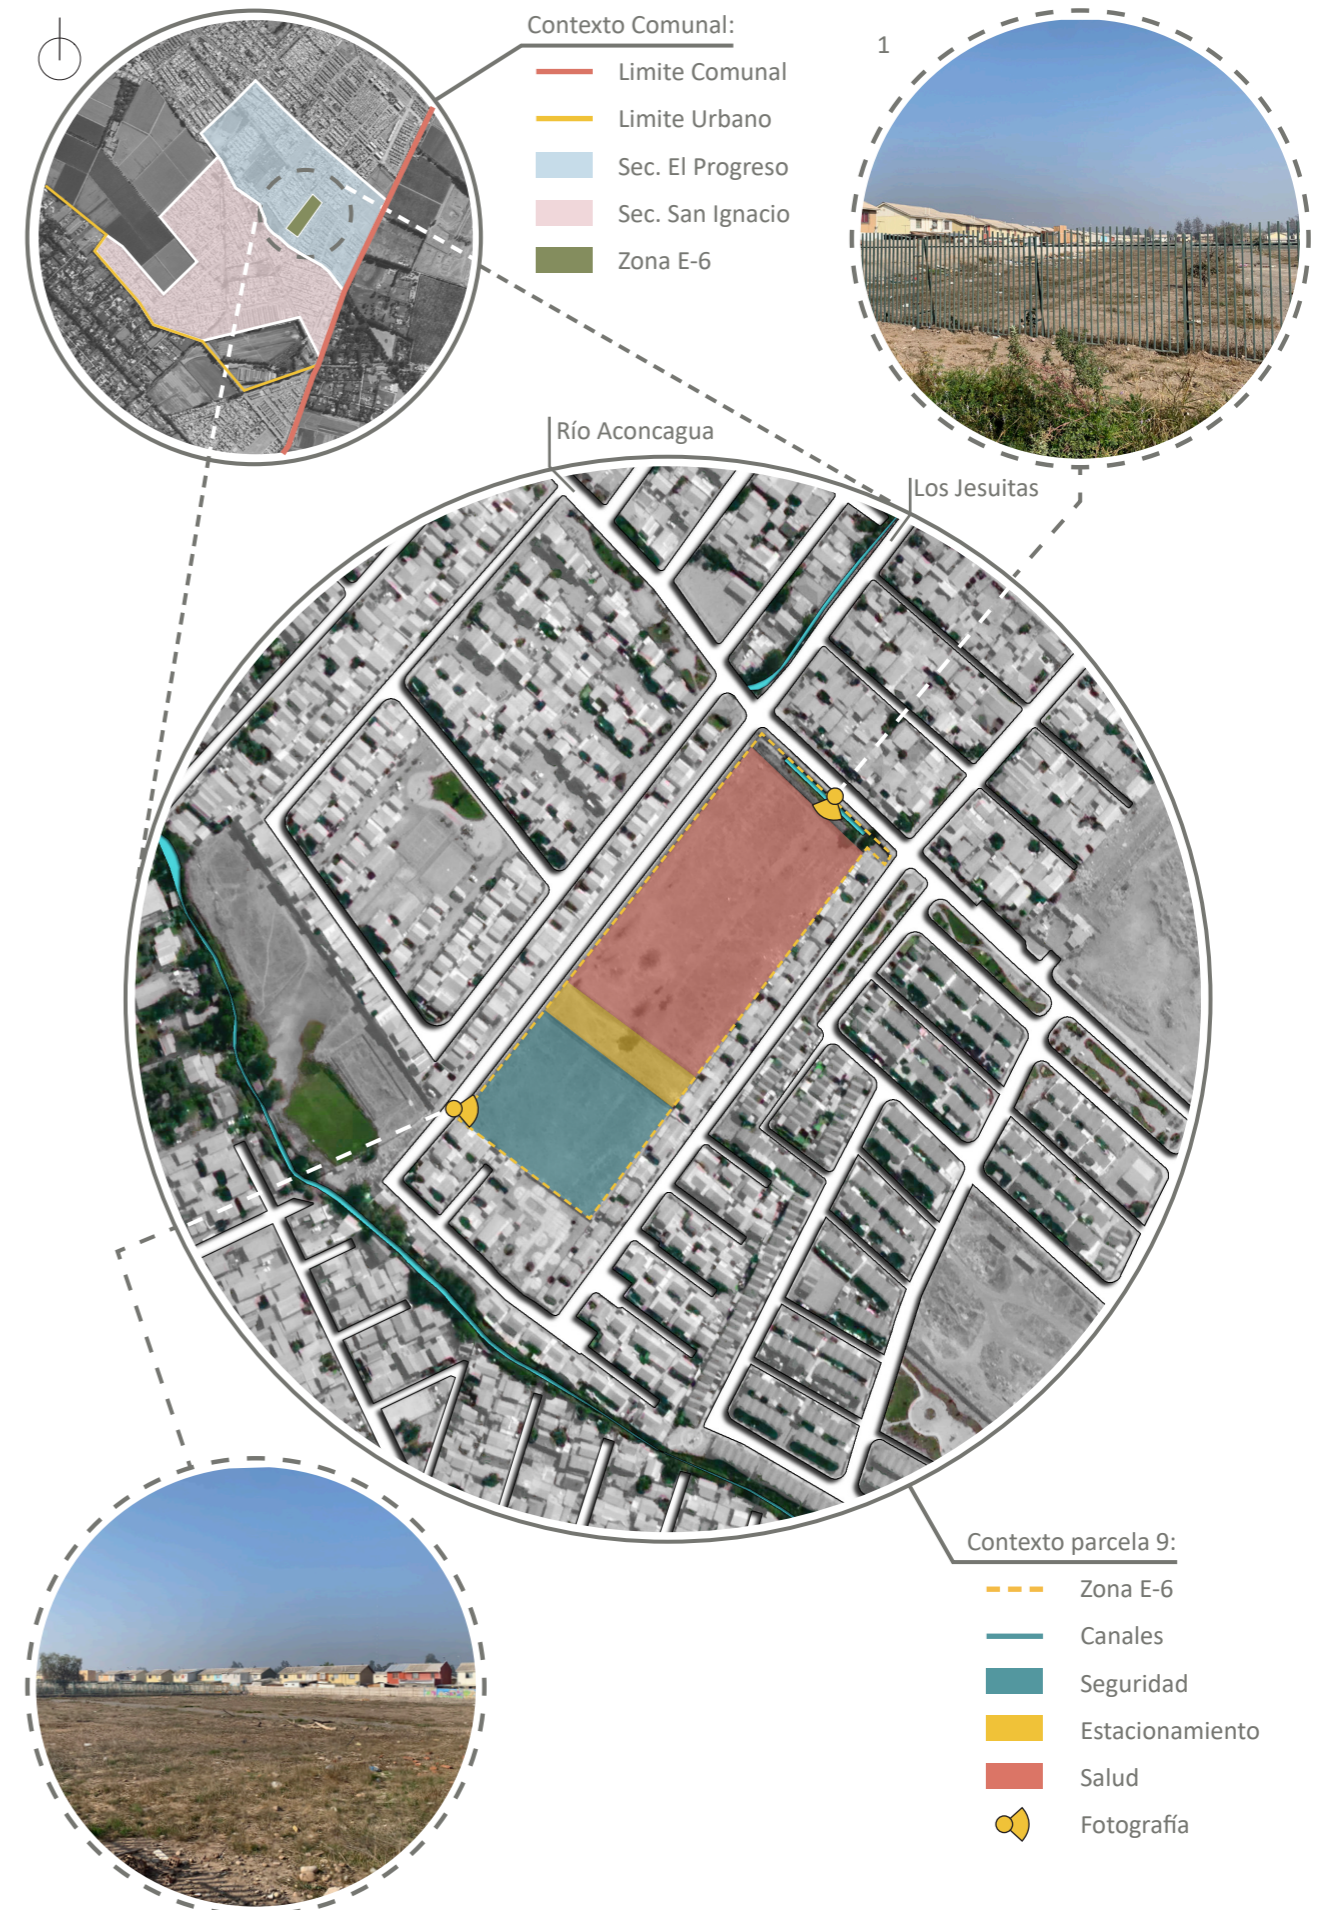 Contexto Comunal:
Limite Comunal
Limite Urbano
Sec. El Progreso
Sec. San Ignacio
Zona E-6
1
Río Aconcagua
Los Jesuitas
Contexto parcela 9:
Zona E-6
Canales
Seguridad
Estacionamiento
Salud
Fotografía